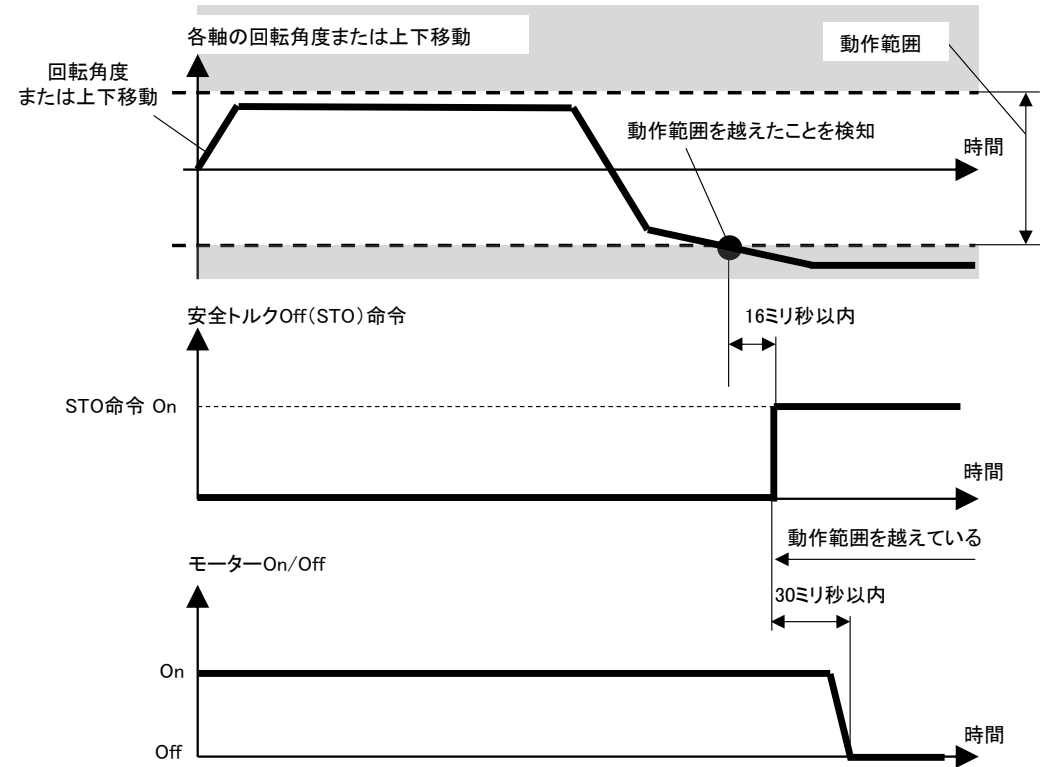 各軸の回転角度または上下移動
動作範囲
回転角度
または上下移動
動作範囲を越えたことを検知
時間
安全トルクOff(STO)命令
16ミリ秒以内
STO命令 On
時間
動作範囲を越えている
モーターOn/Off
30ミリ秒以内
On
時間
Off